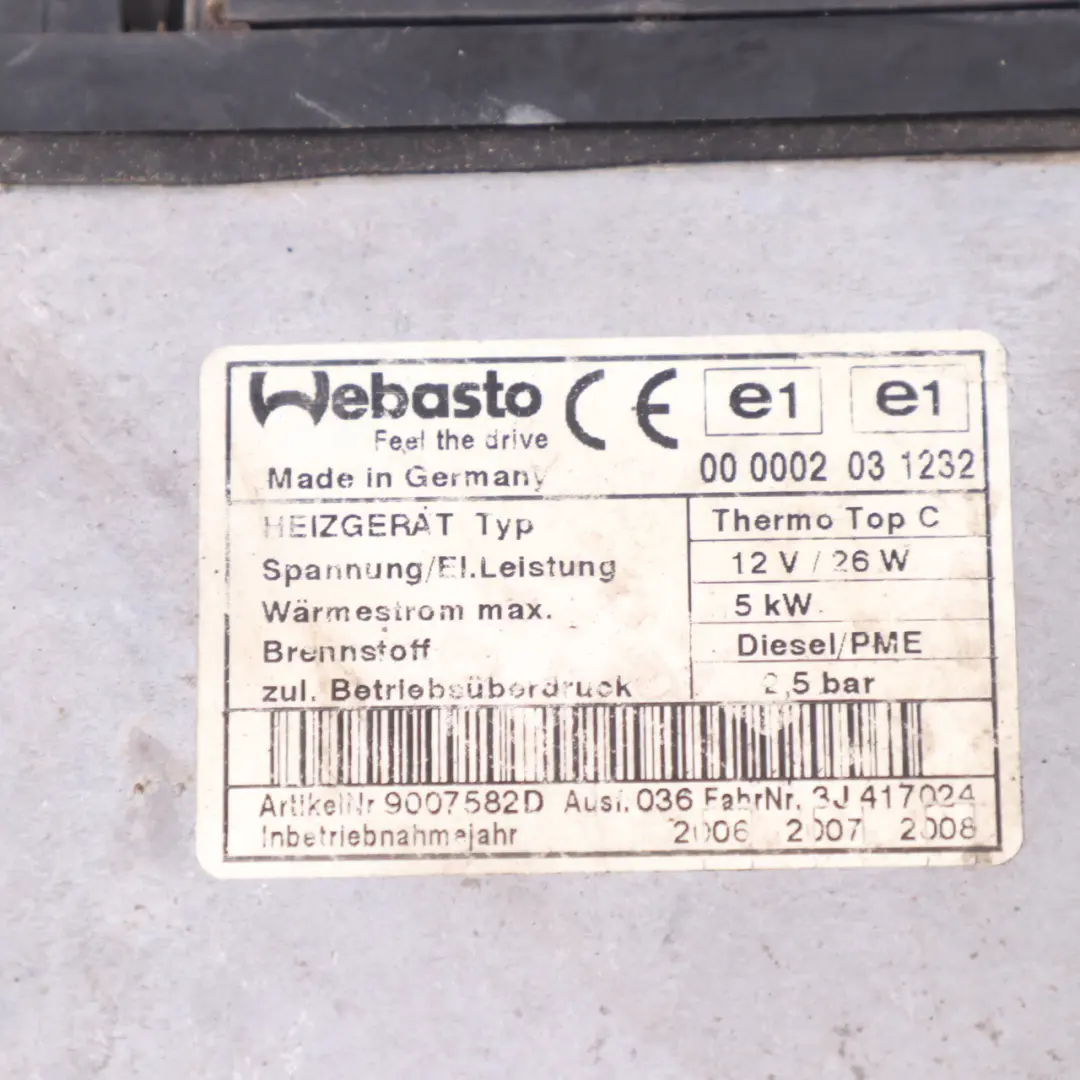 Webasto CE e1 e1
Feel the drive
Made in Germany 00 0002 03 1232
HEIZGERÄT Typ Thermo Top C
Spannung/El.Leistung 12 V / 26 W
Wärmestrom max. 5 kW
Brennstoff Diesel/PME
zul. Betriebsüberdruck 2,5 bar
ArtikelNr 9007582D Ausf. 036 FabrNr. 3J 417024
Inbetriebnahmejahr 2006 2007 2008